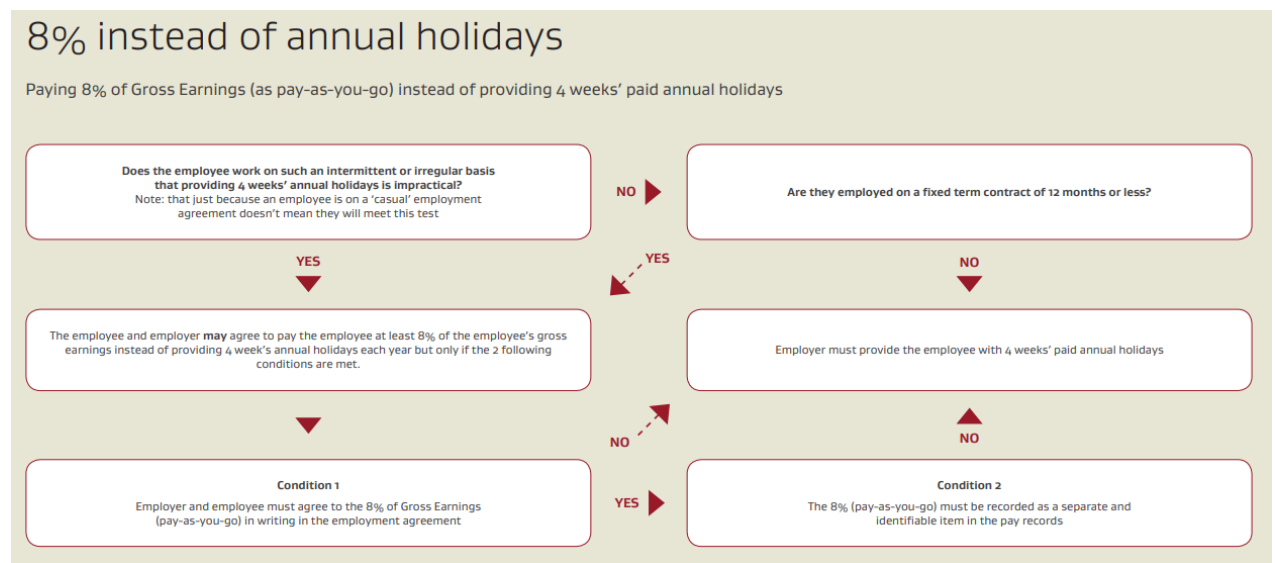 8% instead of annual holidays
Paying 8% of Gross Earnings (as pay-as-you-go) instead of providing 4 weeks’ paid annual holidays
Does the employee work on such an intermittent or irregular basis
that providing 4 weeks’ annual holidays is impractical?
Note: that just because an employee is on a ‘casual’ employment
agreement doesn’t mean they will meet this test
NO
Are they employed on a fixed term contract of 12 months or less?
YES
YES
NO
The employee and employer may agree to pay the employee at least 8% of the employee’s gross
earnings instead of providing 4 week’s annual holidays each year but only if the 2 following
conditions are met.
Employer must provide the employee with 4 weeks’ paid annual holidays
NO
NO
Condition 1
Employer and employee must agree to the 8% of Gross Earnings
(pay-as-you-go) in writing in the employment agreement
YES
Condition 2
The 8% (pay-as-you-go) must be recorded as a separate and
identifiable item in the pay records